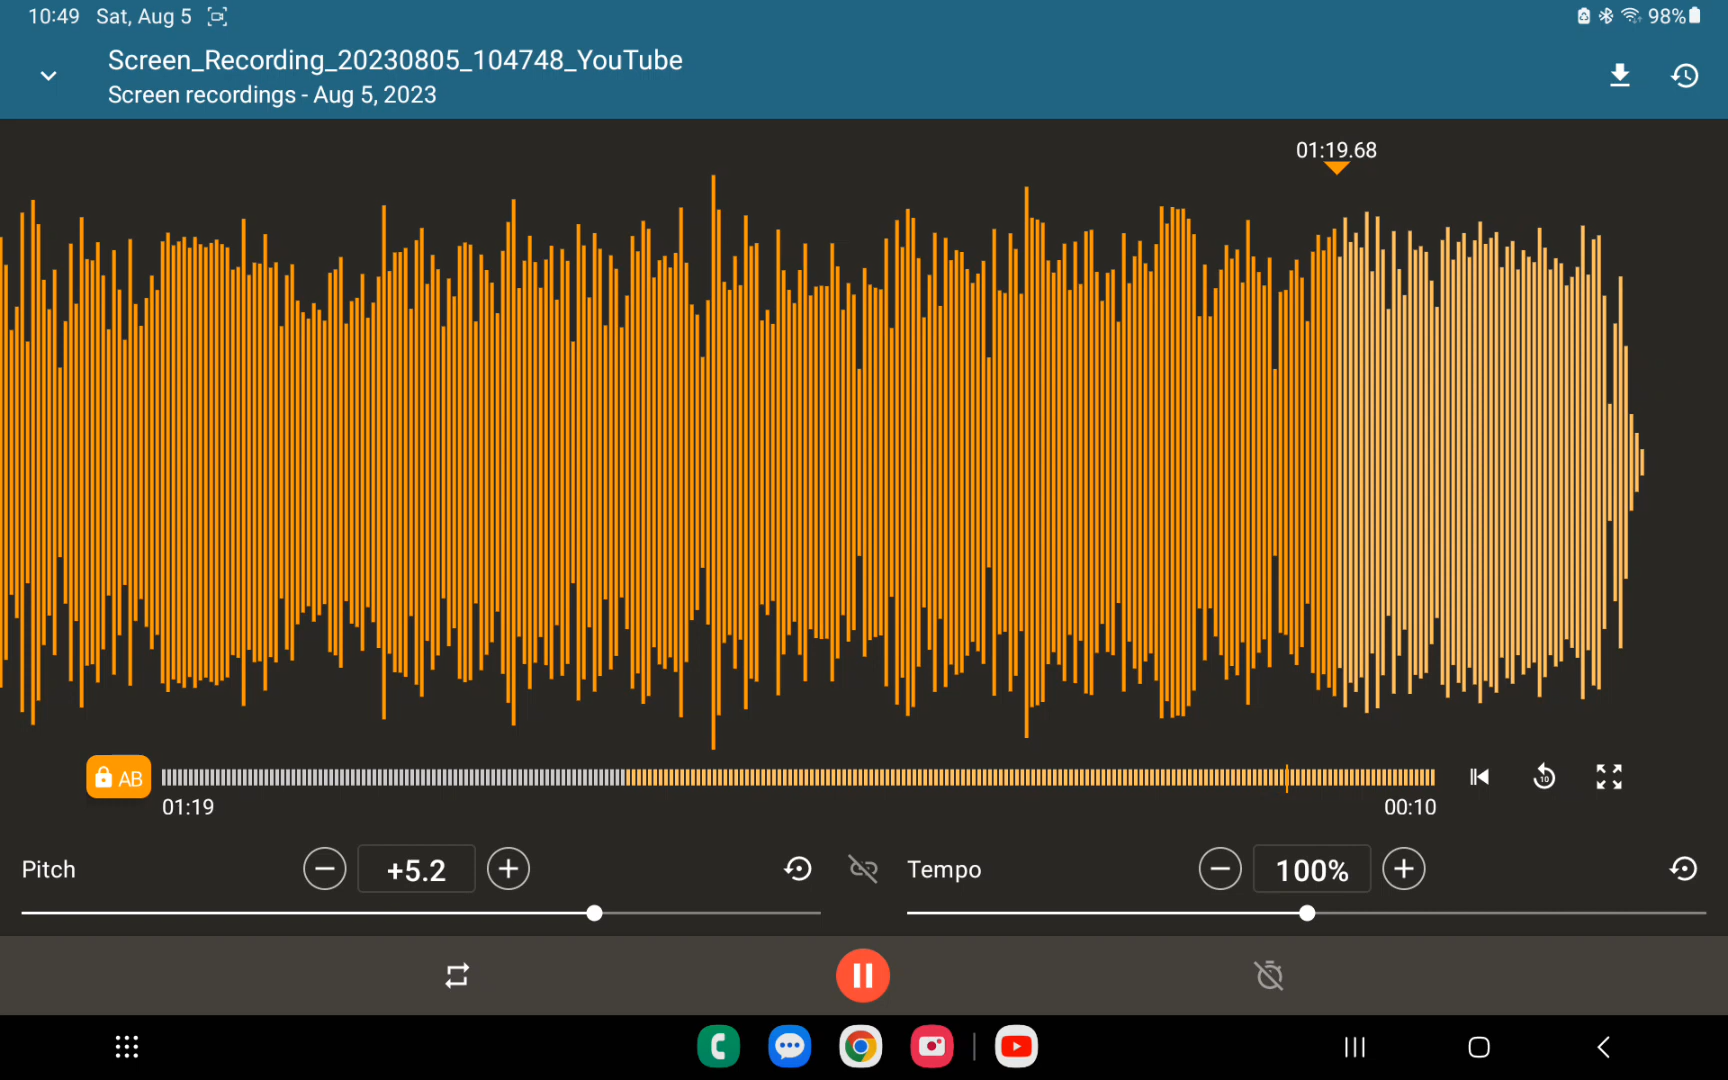 10:49 Sat, Aug 5 98%
Screen_Recording_20230805_104748_YouTube
Screen recordings - Aug 5, 2023
01:19.68
AB
10
01:19 00:10
Pitch +5.2 Tempo 100%